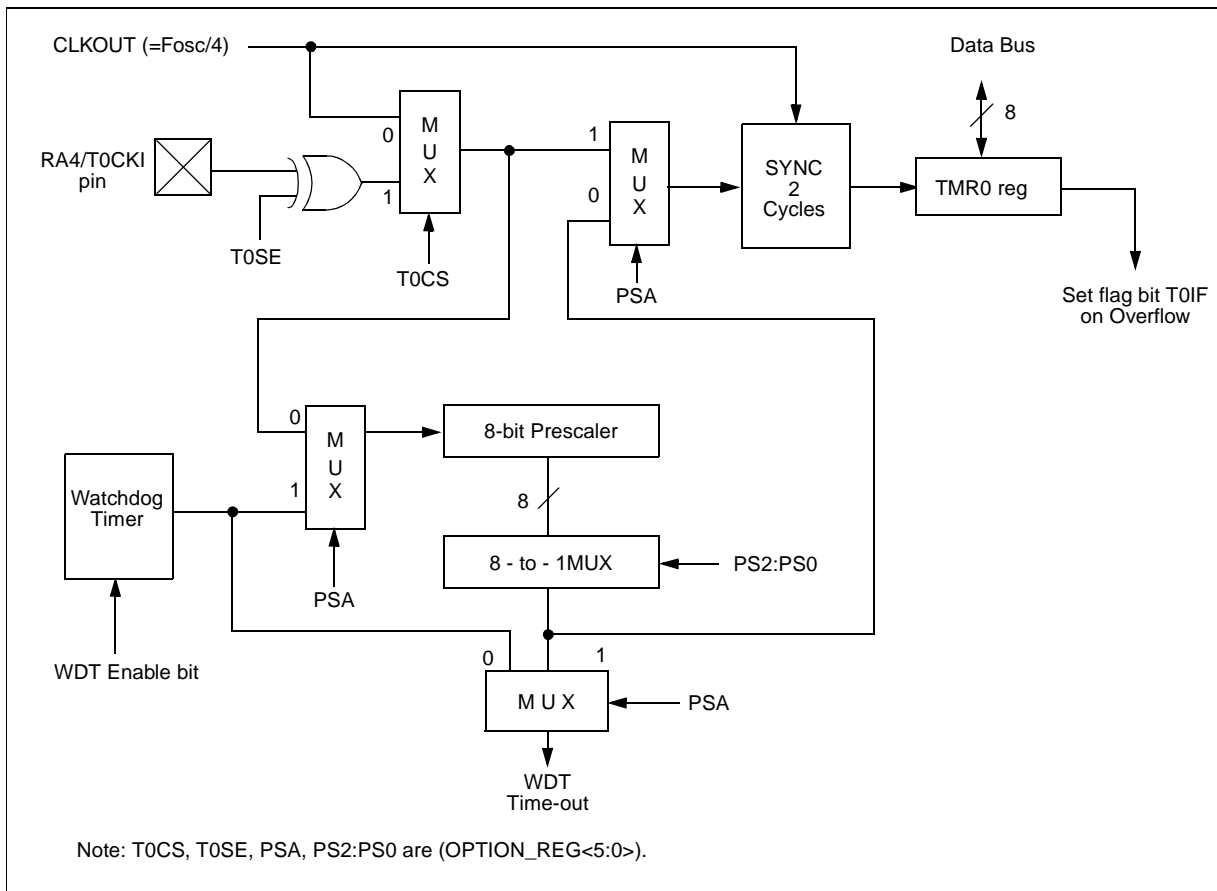 CLKOUT (=Fosc/4)
Data Bus
8
RA4/T0CKI
pin
0
1
M
U
X
T0SE
T0CS
1
0
M
U
X
PSA
SYNC
2
Cycles
TMR0 reg
Set flag bit T0IF
on Overflow
0
1
M
U
X
PSA
8-bit Prescaler
8
Watchdog
Timer
8 - to - 1MUX
PS2:PS0
WDT Enable bit
0
1
M U X
PSA
WDT
Time-out
Note: T0CS, T0SE, PSA, PS2:PS0 are (OPTION_REG<5:0>).